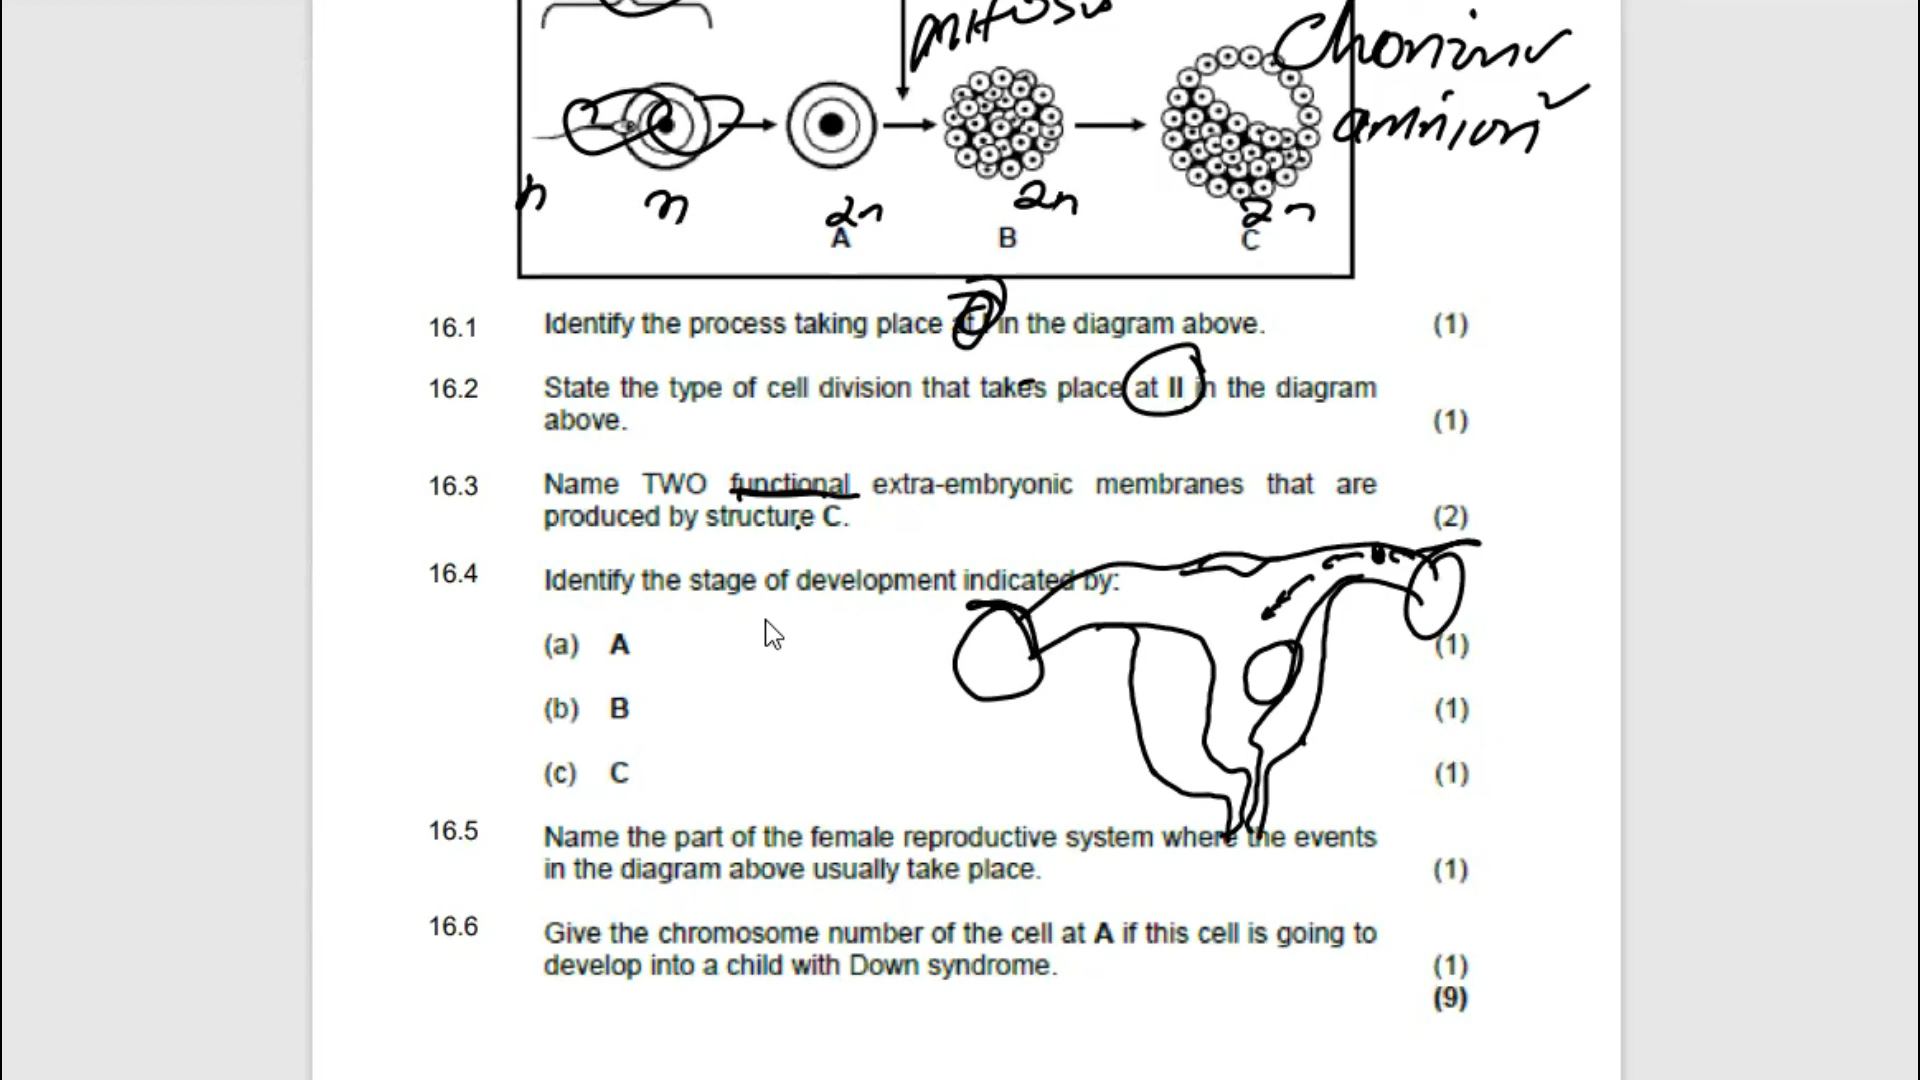 mitosis
Chorion✓
amnion✓
n n 2n 2n 2n
A B C
16.1 Identify the process taking place at I in the diagram above. (1)
16.2 State the type of cell division that takes place at II in the diagram
above. (1)
16.3 Name TWO functional extra-embryonic membranes that are
produced by structure C. (2)
16.4 Identify the stage of development indicated by:
(a) A (1)
(b) B (1)
(c) C (1)
16.5 Name the part of the female reproductive system where the events
in the diagram above usually take place. (1)
16.6 Give the chromosome number of the cell at A if this cell is going to
develop into a child with Down syndrome. (1)
(9)